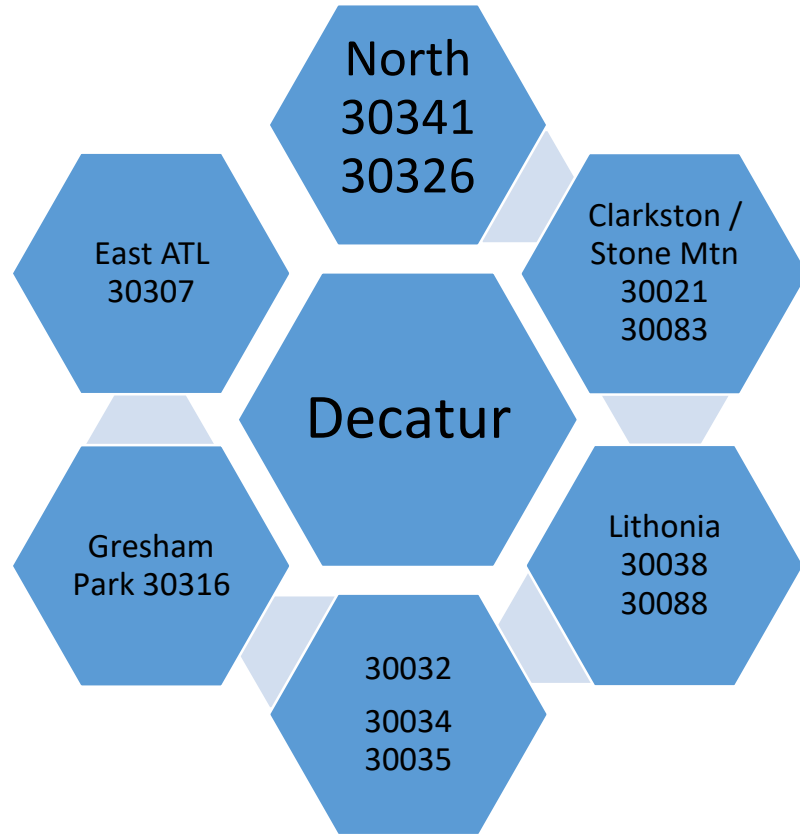 North
30341
30326
Clarkston /
Stone Mtn
30021
30083
East ATL
30307
Decatur
Lithonia
30038
30088
Gresham
Park 30316
30032
30034
30035